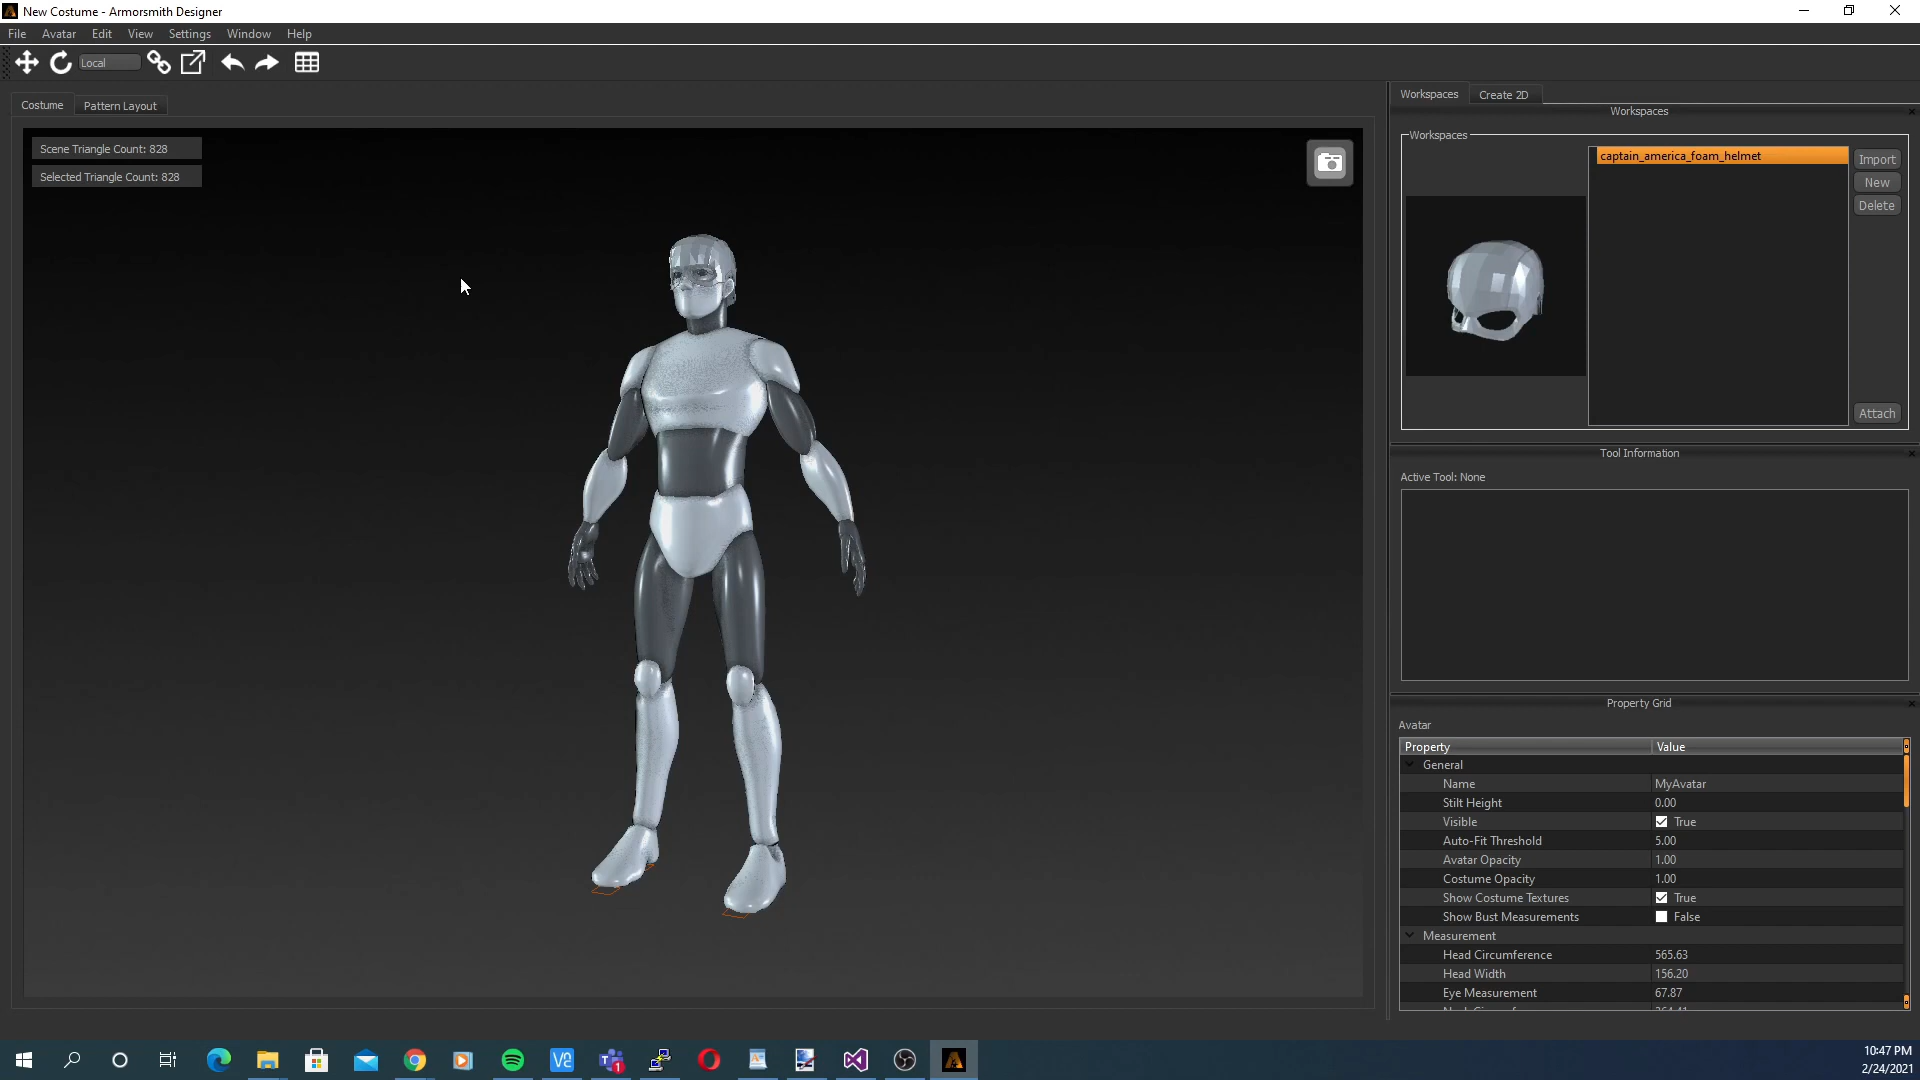 New Costume - Armorsmith Designer
File Avatar Edit View Settings Window Help
Local
Costume Pattern Layout
Scene Triangle Count: 828
Selected Triangle Count: 828
Workspaces Create 2D
Workspaces
Workspaces
captain_america_foam_helmet
Import
New
Delete
Attach
Tool Information
Active Tool: None
Property Grid
Avatar
Property Value
General
Name MyAvatar
Stilt Height 0.00
Visible True
Auto-Fit Threshold 5.00
Avatar Opacity 1.00
Costume Opacity 1.00
Show Costume Textures True
Show Bust Measurements False
Measurement
Head Circumference 565.63
Head Width 156.20
Eye Measurement 67.87
10:47 PM
2/24/2021